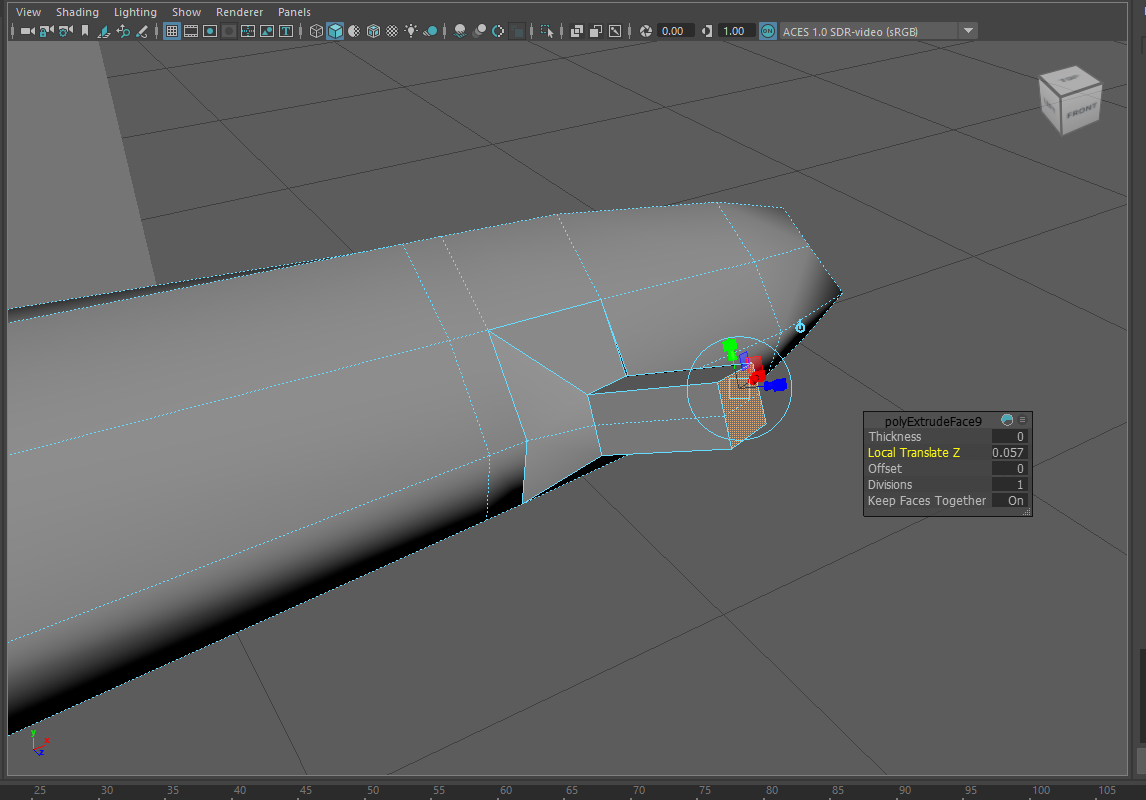 View Shading Lighting Show Renderer Panels
0.00 1.00 ON ACES 1.0 SDR-video (sRGB)
TOP
FRONT
polyExtrudeFace9
Thickness 0
Local Translate Z 0.057
Offset 0
Divisions 1
Keep Faces Together On
y
x
z
25 30 35 40 45 50 55 60 65 70 75 80 85 90 95 100 105